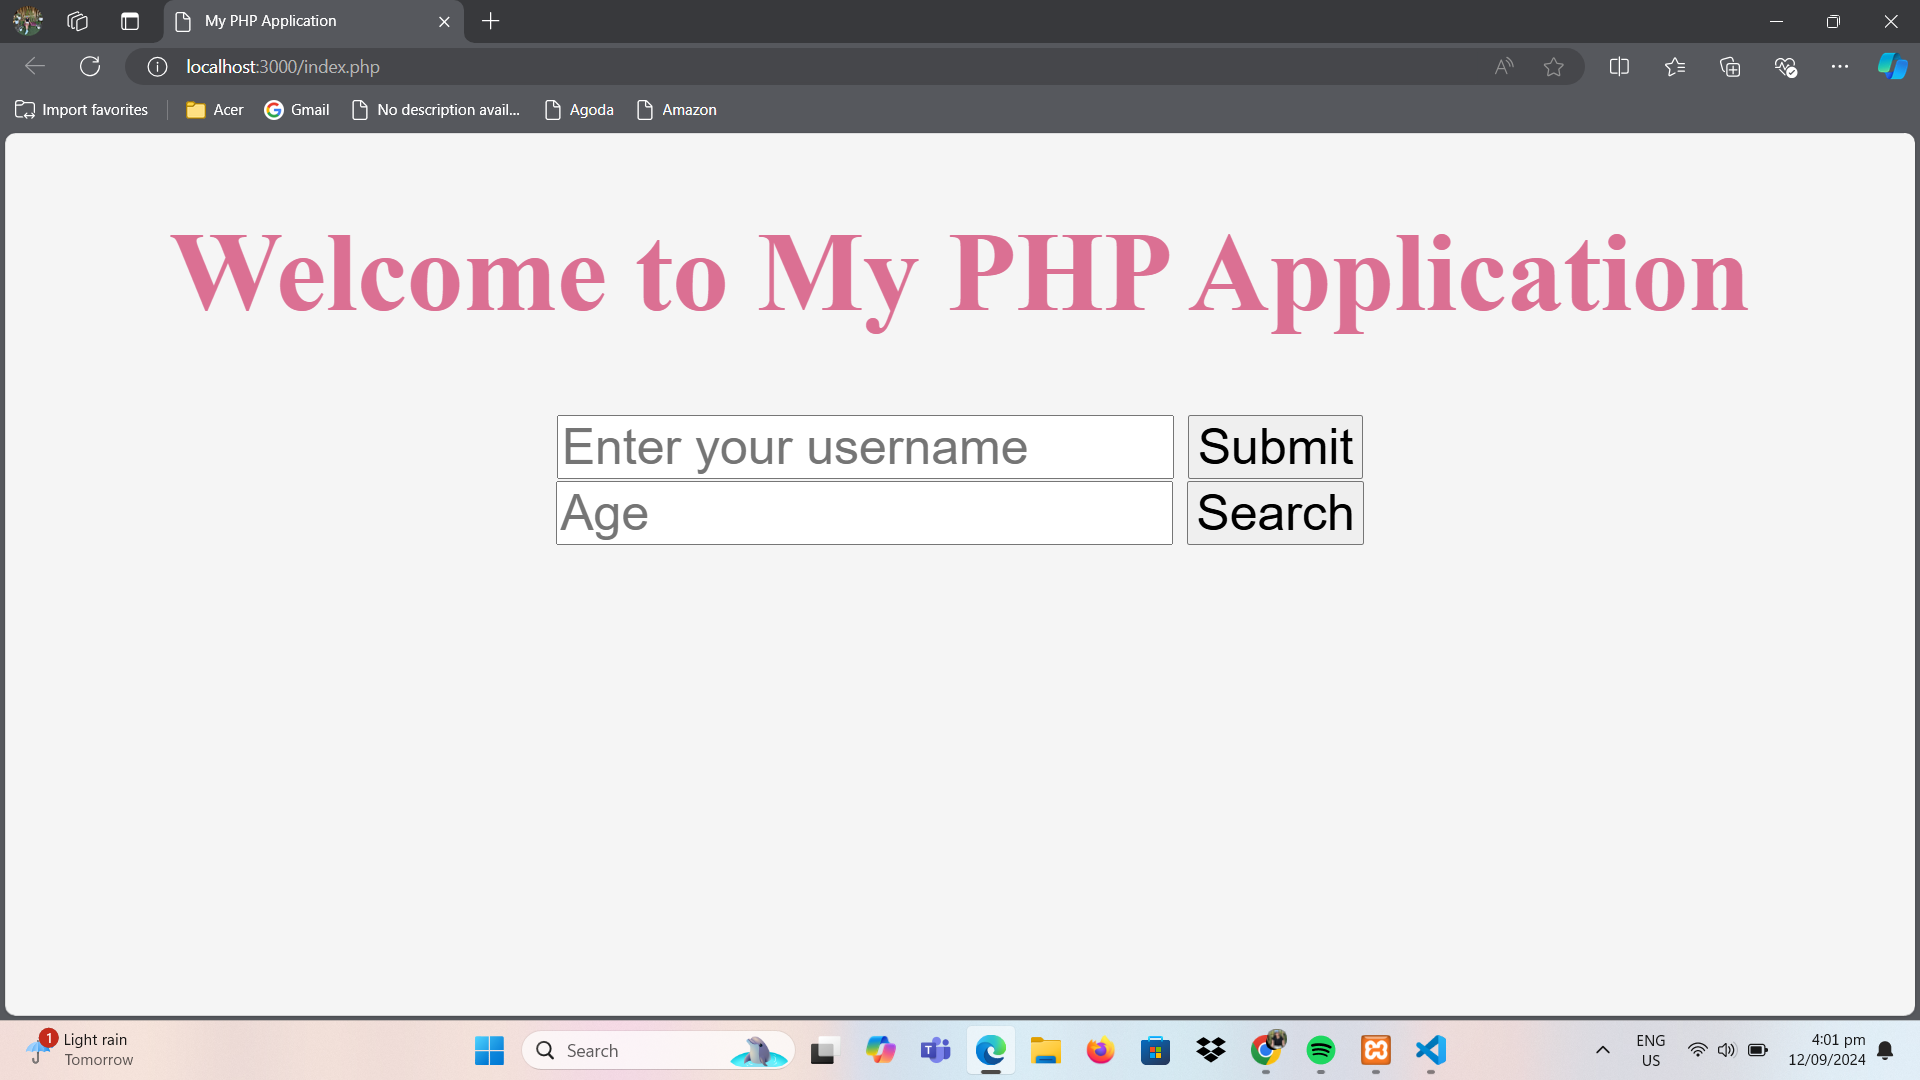 My PHP Application
localhost:3000/index.php
Import favorites
Acer
Gmail
No description avail...
Agoda
Amazon
Welcome to My PHP Application
Enter your username
Submit
Age
Search
1
Light rain
Tomorrow
Search
ENG
US
4:01 pm
12/09/2024